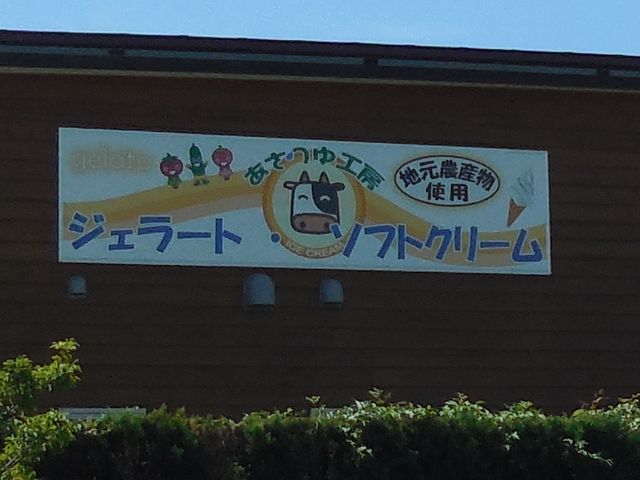 gelato
あさつゆ工房
地元農産物
使用
ジェラート・ソフトクリーム
ICE CREAM